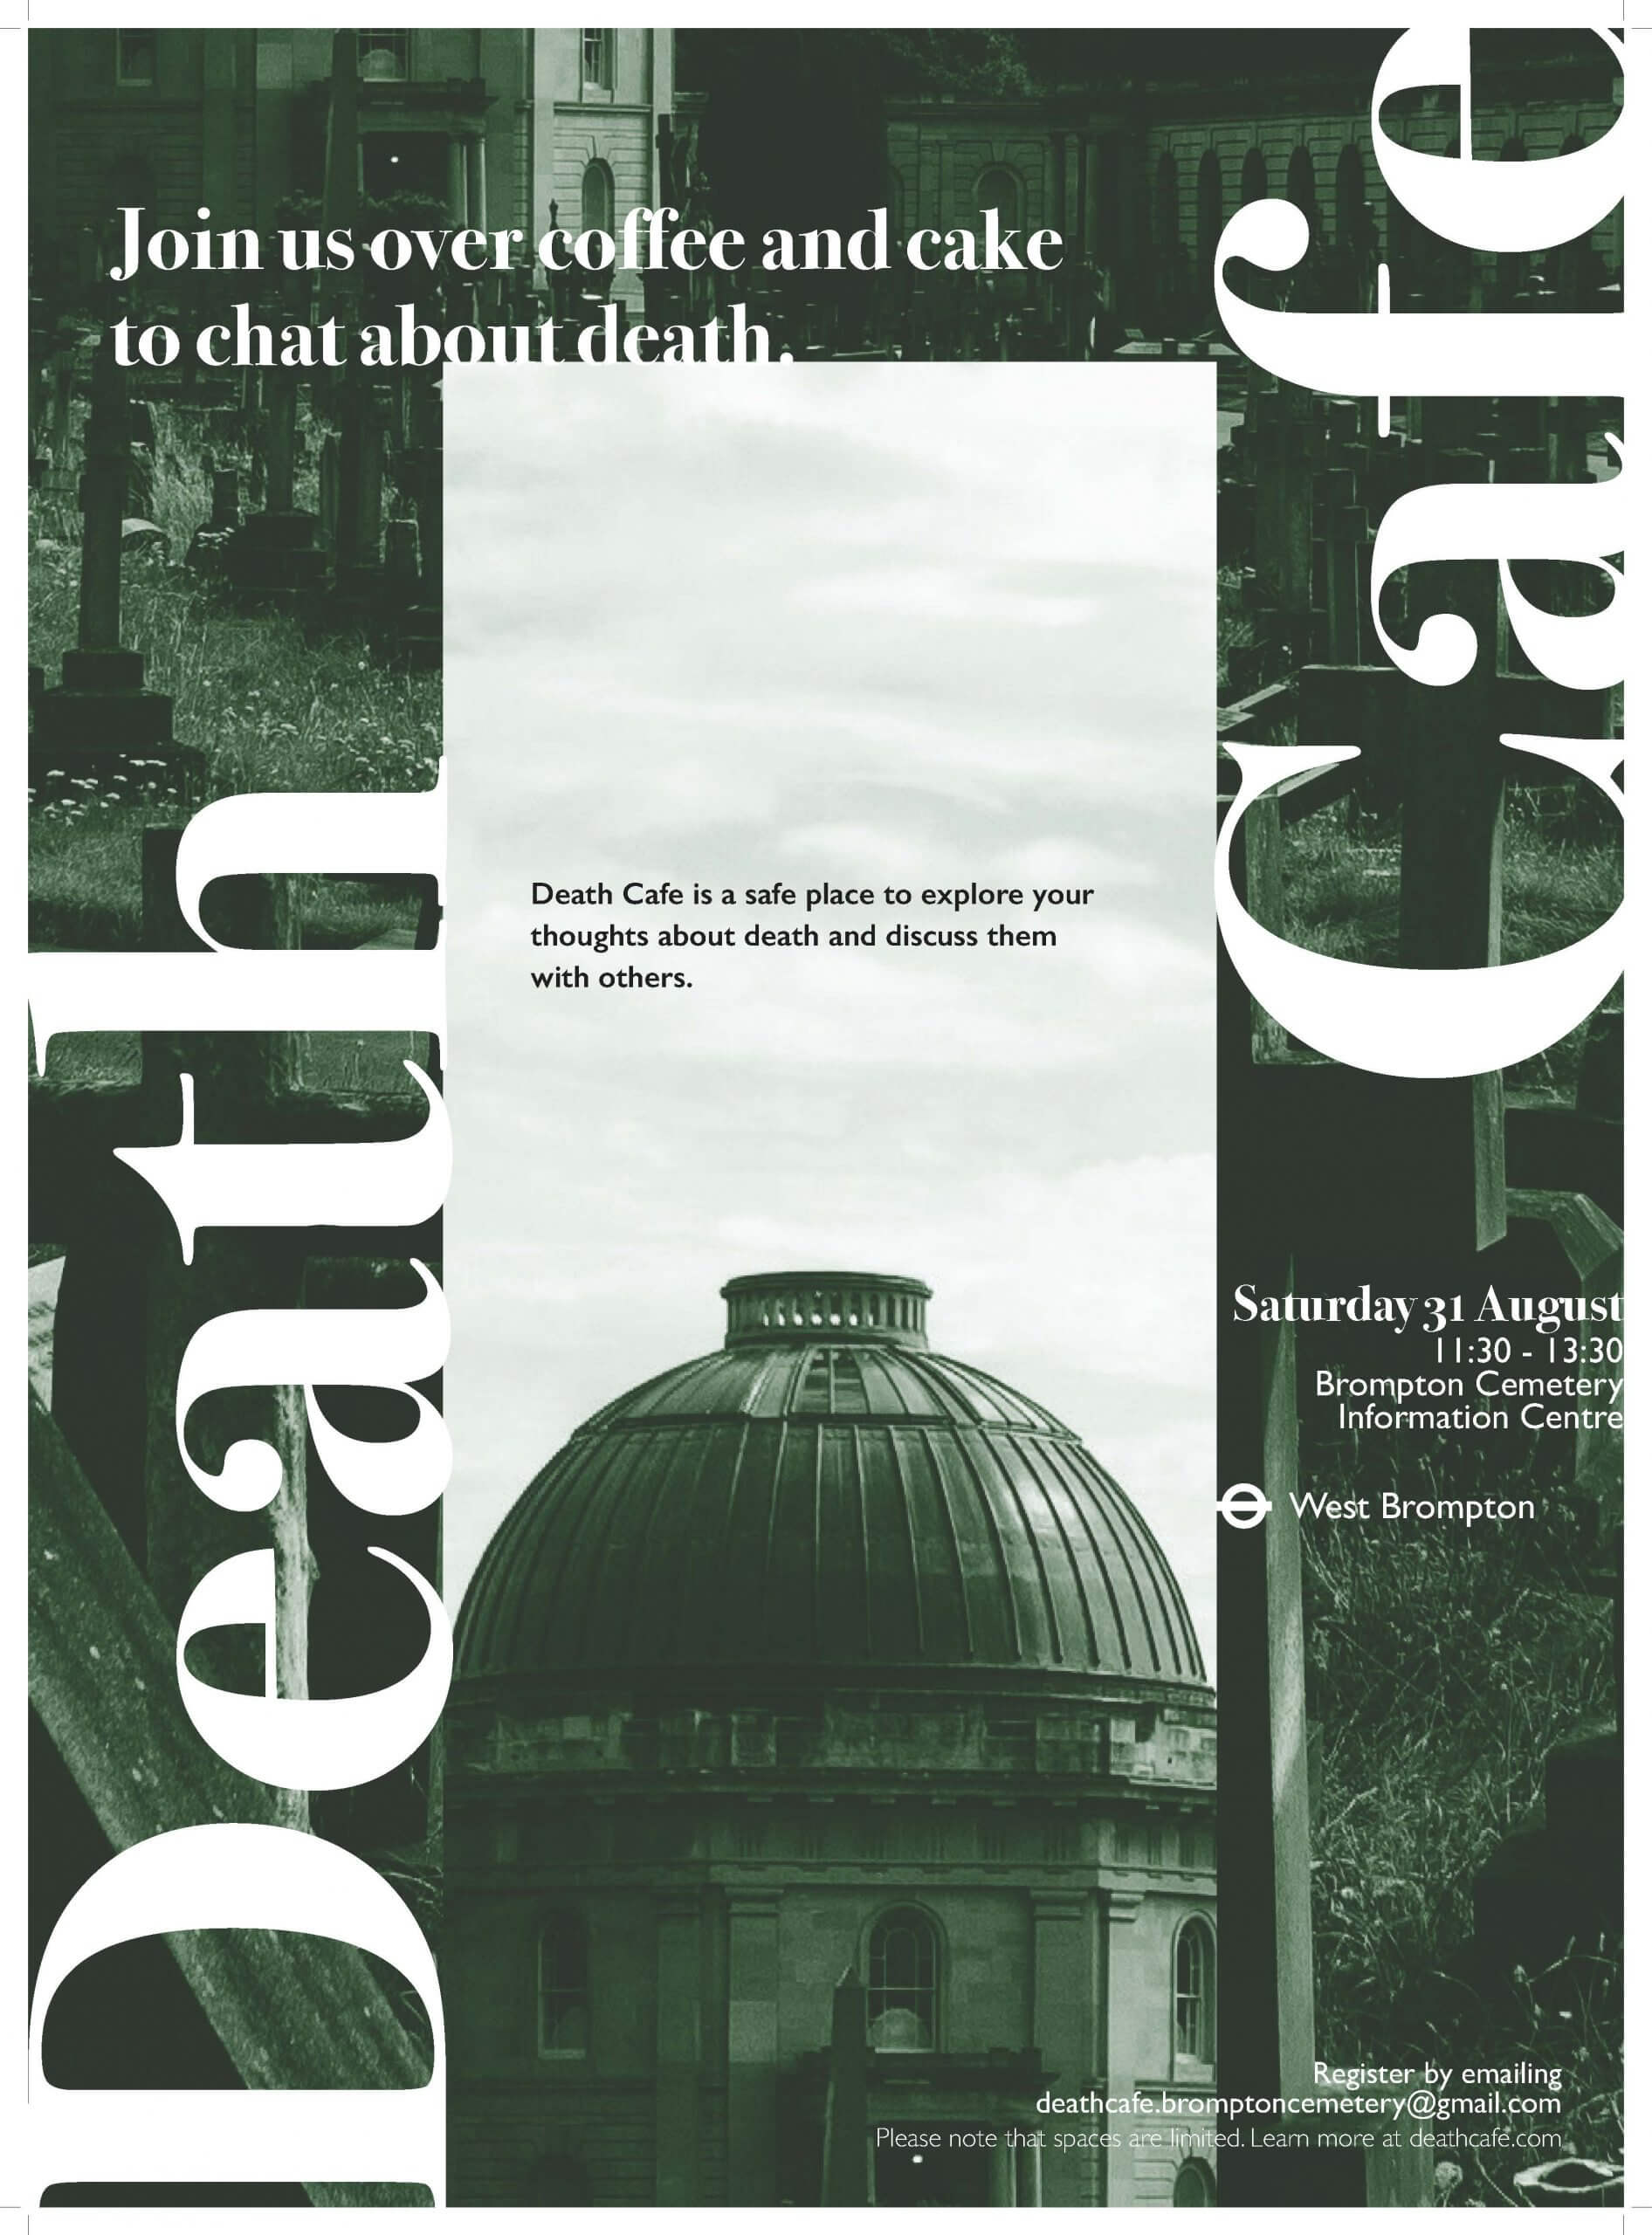 Join us over coffee and cake
to chat about death.
Death
Cafe
Death Cafe is a safe place to explore your
thoughts about death and discuss them
with others.
Saturday 31 August
11:30 - 13:30
Brompton Cemetery
Information Centre
West Brompton
Register by emailing
deathcafe.bromptoncemetery@gmail.com
Please note that spaces are limited. Learn more at deathcafe.com